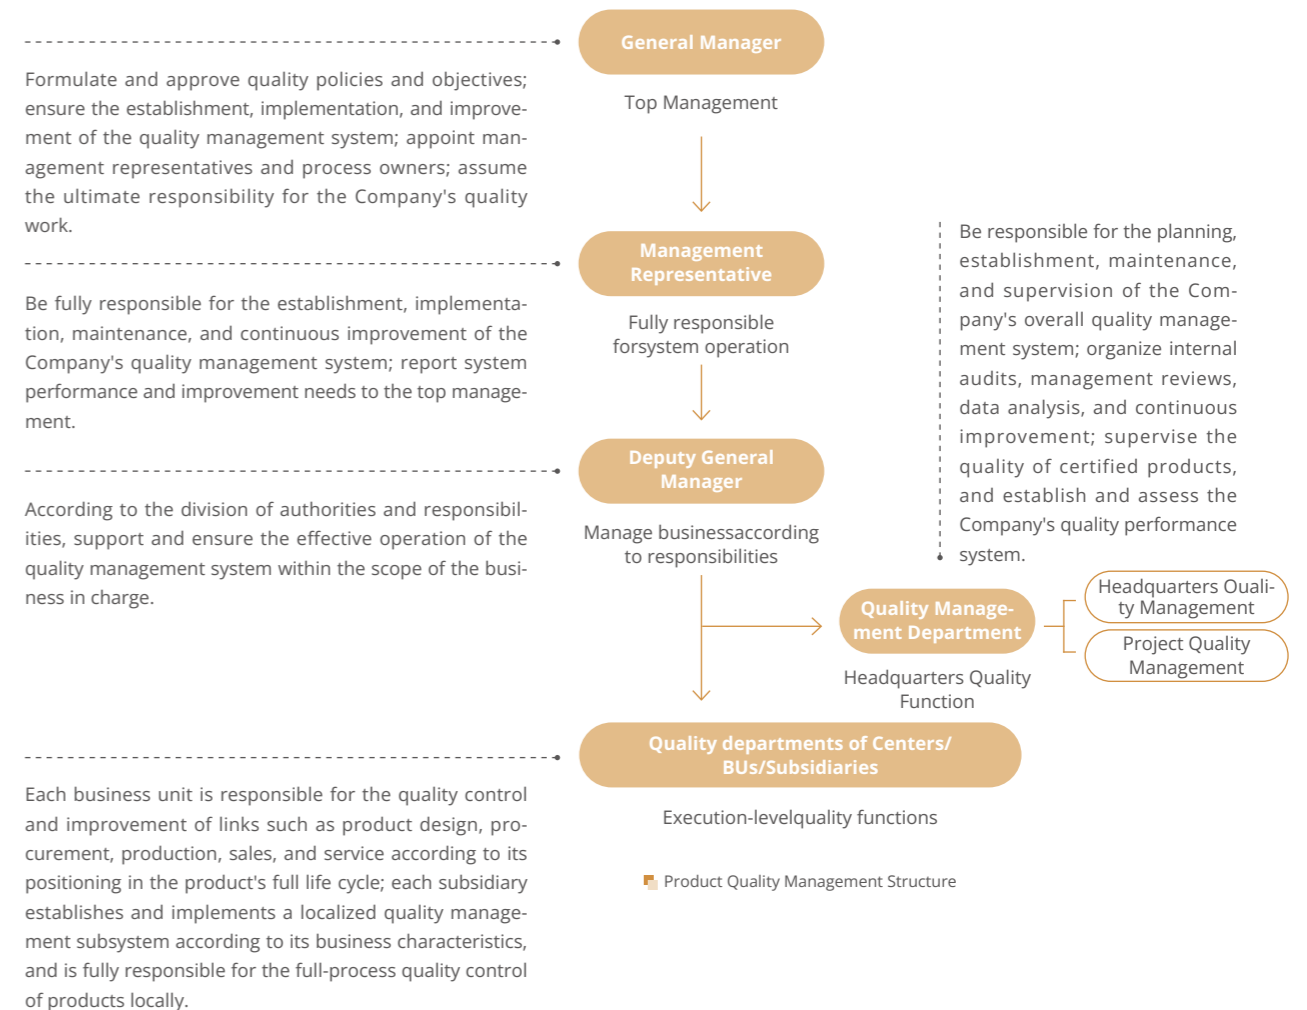 General Manager
Top Management
Formulate and approve quality policies and objectives;
ensure the establishment, implementation, and improve-
ment of the quality management system; appoint man-
agement representatives and process owners; assume
the ultimate responsibility for the Company's quality
work.
Management
Representative
Fully responsible
forsystem operation
Be fully responsible for the establishment, implementa-
tion, maintenance, and continuous improvement of the
Company's quality management system; report system
performance and improvement needs to the top manage-
ment.
Deputy General
Manager
Manage businessaccording
to responsibilities
According to the division of authorities and responsibil-
ities, support and ensure the effective operation of the
quality management system within the scope of the busi-
ness in charge.
Be responsible for the planning,
establishment, maintenance,
and supervision of the Com-
pany's overall quality manage-
ment system; organize internal
audits, management reviews,
data analysis, and continuous
improvement; supervise the
quality of certified products,
and establish and assess the
Company's quality performance
system.
Quality Manage-
ment Department
Headquarters Quality
Function
Headquarters Ouali-
ty Management
Project Quality
Management
Quality departments of Centers/
BUs/Subsidiaries
Execution-levelquality functions
Each business unit is responsible for the quality control
and improvement of links such as product design, pro-
curement, production, sales, and service according to its
positioning in the product's full life cycle; each subsidiary
establishes and implements a localized quality manage-
ment subsystem according to its business characteristics,
and is fully responsible for the full-process quality control
of products locally.
Product Quality Management Structure